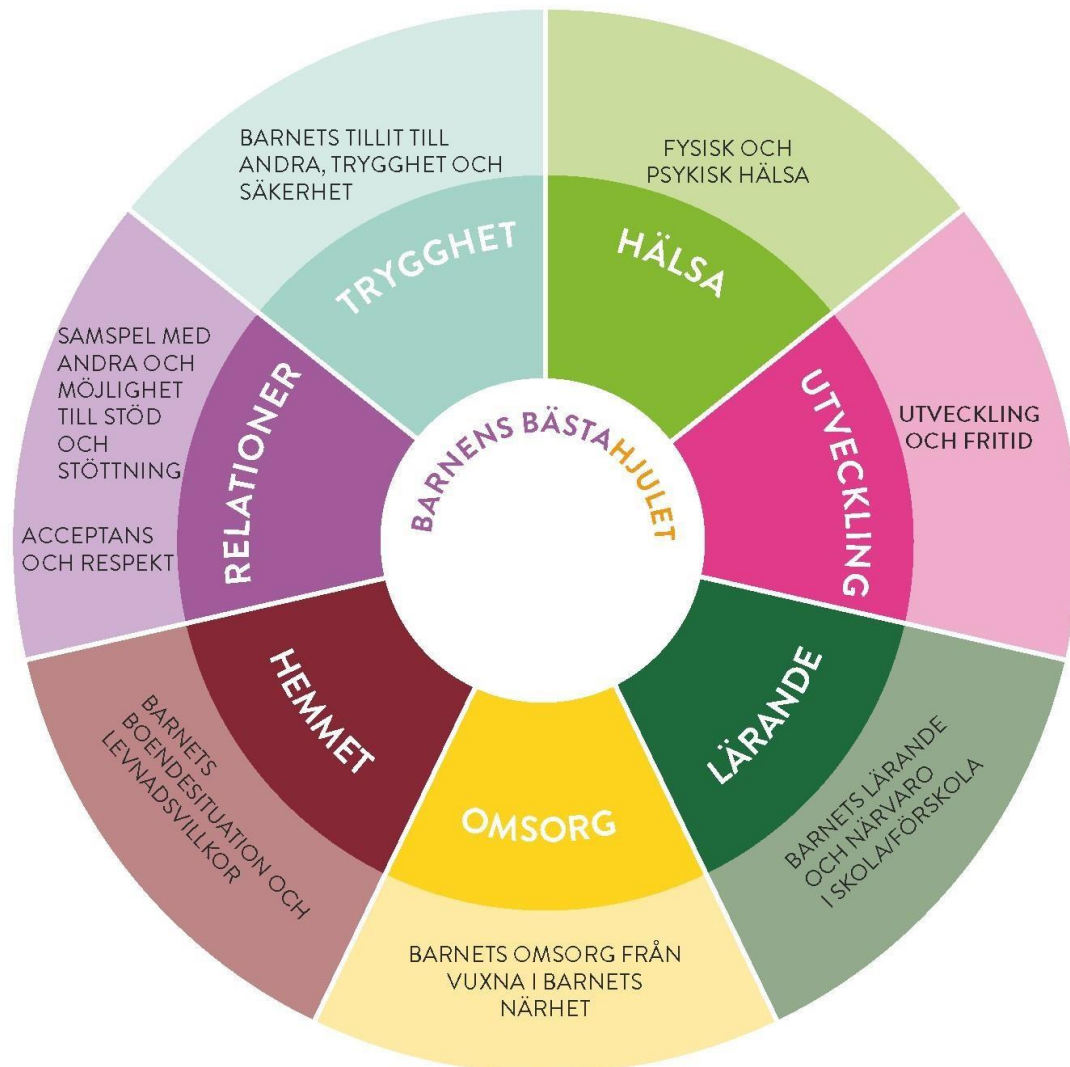 BARNENS BÄSTAHJULET
HÄLSA
FYSISK OCH
PSYKISK HÄLSA
UTVECKLING
UTVECKLING
OCH FRITID
LÄRANDE
BARNETS LÄRANDE
OCH NÄRVARO
I SKOLA/FÖRSKOLA
OMSORG
BARNETS OMSORG FRÅN
VUXNA I BARNETS
NÄRHET
HEMMET
BARNETS
BOENDESITUATION OCH
LEVNADSVILLKOR
RELATIONER
SAMSPEL MED
ANDRA OCH
MÖJLIGHET
TILL STÖD
OCH
STÖTTNING
ACCEPTANS
OCH RESPEKT
TRYGGHET
BARNETS TILLIT TILL
ANDRA, TRYGGHET OCH
SÄKERHET